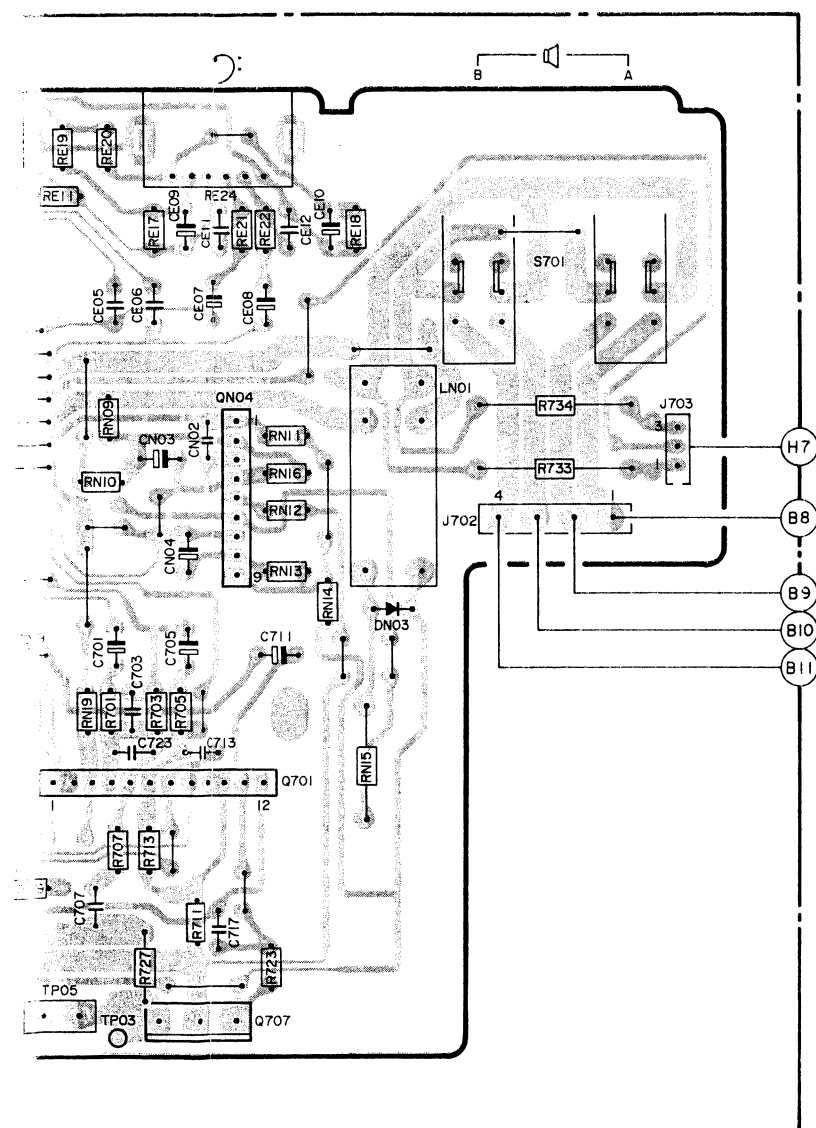 B
A
RE19
RE20
RE11
CE09
RE24
CE10
RE17
CE11
RE21
RE22
CE12
RE18
S701
CE05
CE06
CE07
CE08
LN01
QN04
RN09
1
CN02
RN11
R734
J703
3
CN03
RN16
R733
1
H7
RN10
4
1
RN12
J702
B8
CN04
9
RN13
RN14
B9
DN03
B10
C701
C703
C705
C711
B11
RN19
R701
R703
R705
C723
C713
RN15
Q701
1
12
R707
R713
C707
R711
C717
R727
R723
TP05
TP03
Q707